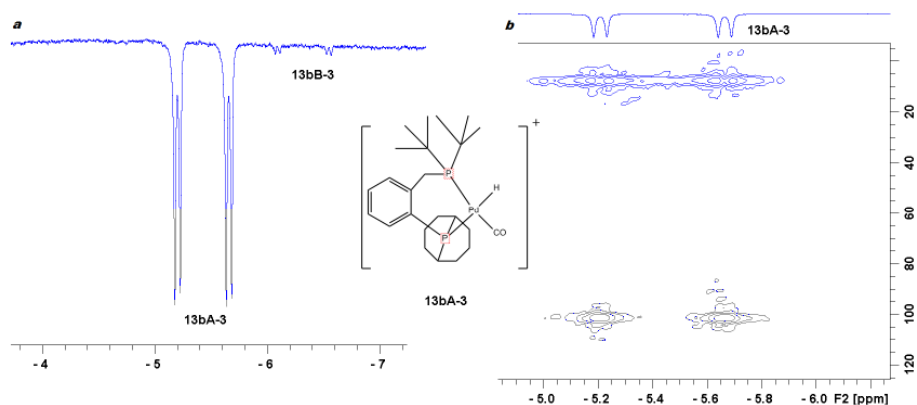 a
13bB-3
13bA-3
- 4
- 5
- 6
- 7
+
P
P
H
Pd
CO
13bA-3
b
13bA-3
20
40
60
80
100
120
- 5.0
- 5.2
- 5.4
- 5.6
- 5.8
- 6.0
F2 [ppm]